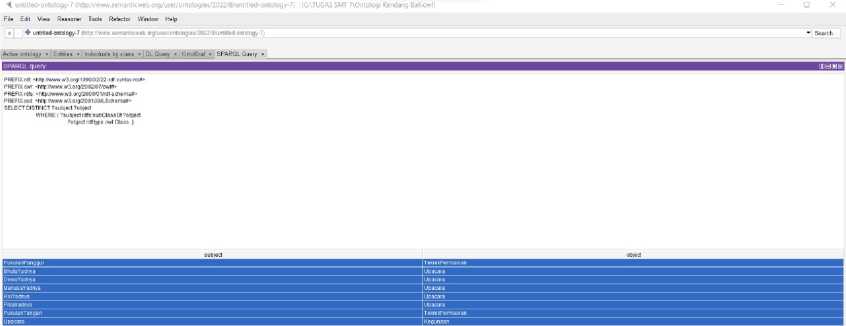 untitled-ontology-7 (http://www.semanticweb.org/user/ontologies/2022/8/untitled-ontology-7) : [G:\TUGAS SMT 7\Ontologi Kendang Bali.owl]
File Edit View Reasoner Tools Refactor Window Help
untitled-ontology-7 (http://www.semanticweb.org/user/ontologies/2022/8/untitled-ontology-7)
Search
Active ontology × Entities × Individuals by class × DL Query × OntoGraf × SPARQL Query ×
SPARQL query:
PREFIX rdf: <http://www.w3.org/1999/02/22-rdf-syntax-ns#>
PREFIX owl: <http://www.w3.org/2002/07/owl#>
PREFIX rdfs: <http://www.w3.org/2000/01/rdf-schema#>
PREFIX xsd: <http://www.w3.org/2001/XMLSchema#>
SELECT DISTINCT ?subject ?object
WHERE { ?subject rdfs:subClassOf ?object.
?object rdf:type owl:Class. }
subject object
PukulanPanggul TeknikPermainan
BhutaYadnya Upacara
DewaYadnya Upacara
ManusaYadnya Upacara
RsiYadnya Upacara
PitraYadnya Upacara
PukulanTangan TeknikPermainan
Upacara Kegunaan